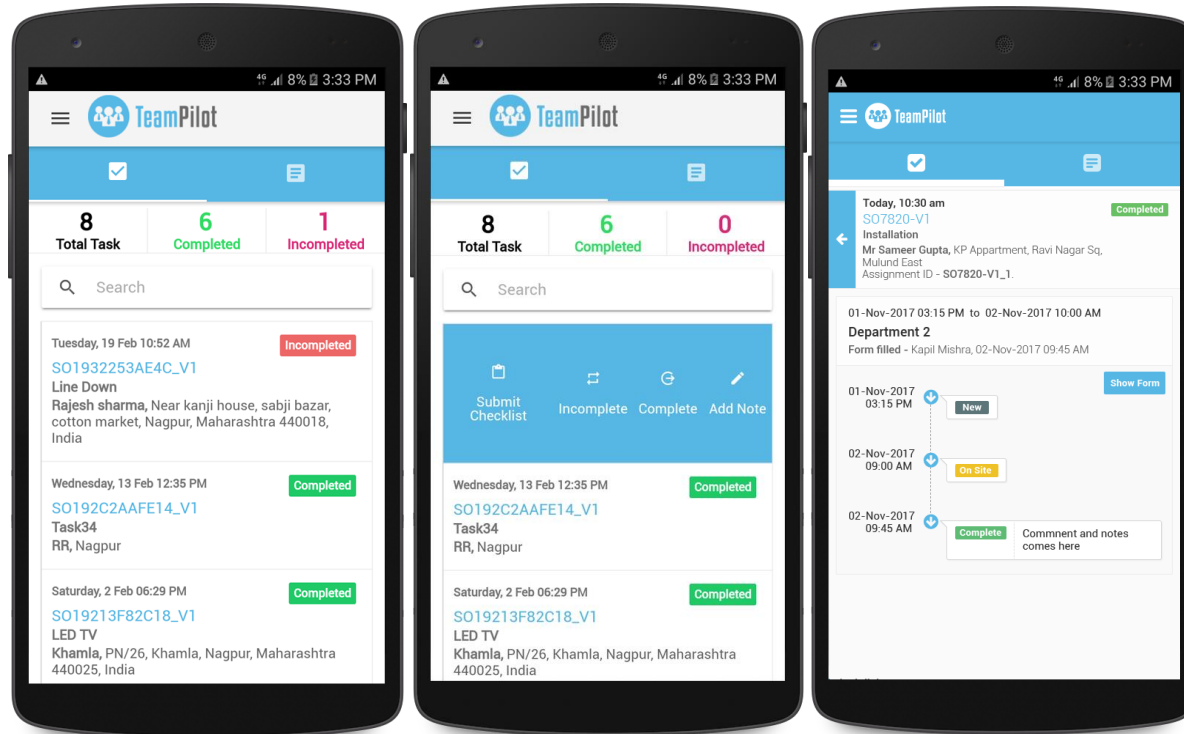 4G 8% 3:33 PM
TeamPilot
8 6 1
Total Task Completed Incompleted
Search
Tuesday, 19 Feb 10:52 AM Incompleted
SO1932253AE4C_V1
Line Down
Rajesh sharma, Near kanji house, sabji bazar,
cotton market, Nagpur, Maharashtra 440018,
India
Wednesday, 13 Feb 12:35 PM Completed
SO192C2AAFE14_V1
Task34
RR, Nagpur
Saturday, 2 Feb 06:29 PM Completed
SO19213F82C18_V1
LED TV
Khamla, PN/26, Khamla, Nagpur, Maharashtra
440025, India
4G 8% 3:33 PM
TeamPilot
8 6 0
Total Task Completed Incompleted
Search
Submit
Checklist
Incomplete Complete Add Note
Wednesday, 13 Feb 12:35 PM Completed
SO192C2AAFE14_V1
Task34
RR, Nagpur
Saturday, 2 Feb 06:29 PM Completed
SO19213F82C18_V1
LED TV
Khamla, PN/26, Khamla, Nagpur, Maharashtra
440025, India
4G 8% 3:33 PM
TeamPilot
Today, 10:30 am Completed
SO7820-V1
Installation
Mr Sameer Gupta, KP Appartment, Ravi Nagar Sq,
Mulund East
Assignment ID - SO7820-V1_1.
01-Nov-2017 03:15 PM to 02-Nov-2017 10:00 AM
Department 2
Form filled - Kapil Mishra, 02-Nov-2017 09:45 AM
Show Form
01-Nov-2017
03:15 PM
New
02-Nov-2017
09:00 AM
On Site
02-Nov-2017
09:45 AM
Complete
Commnent and notes
comes here